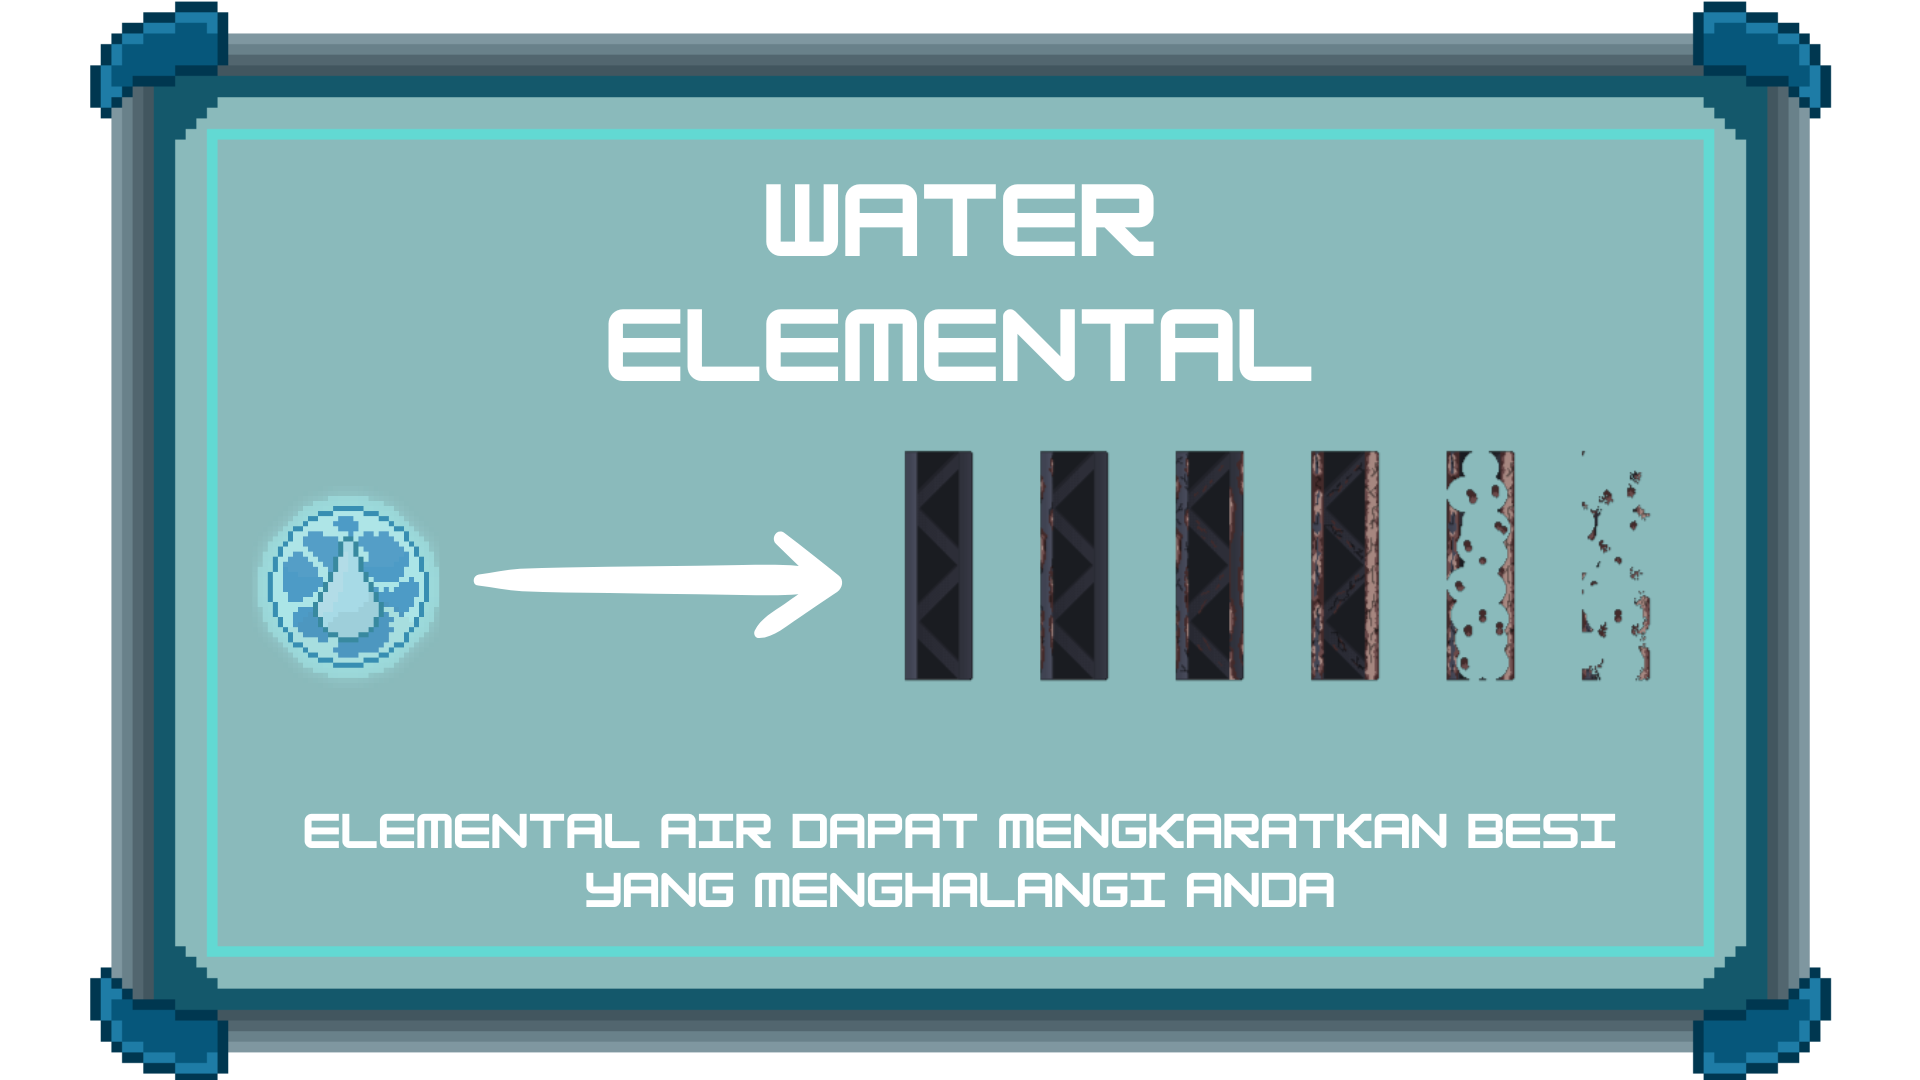 WATER
ELEMENTAL
ELEMENTAL AIR DAPAT MENGKARATKAN BESI
YANG MENGHALANGI ANDA